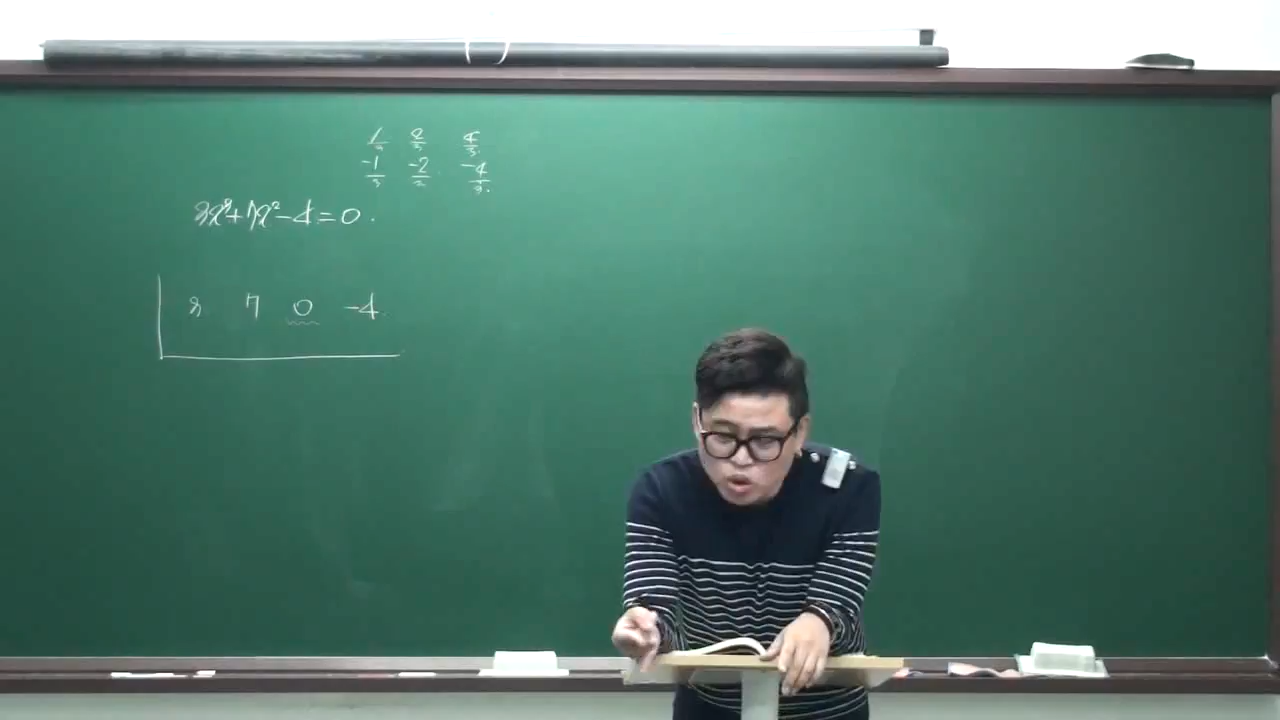 1/3 2/3 4/3.
-1/3 -2/3. -4/3.
3x³+7x²-4=0.
3 7 0 -4.